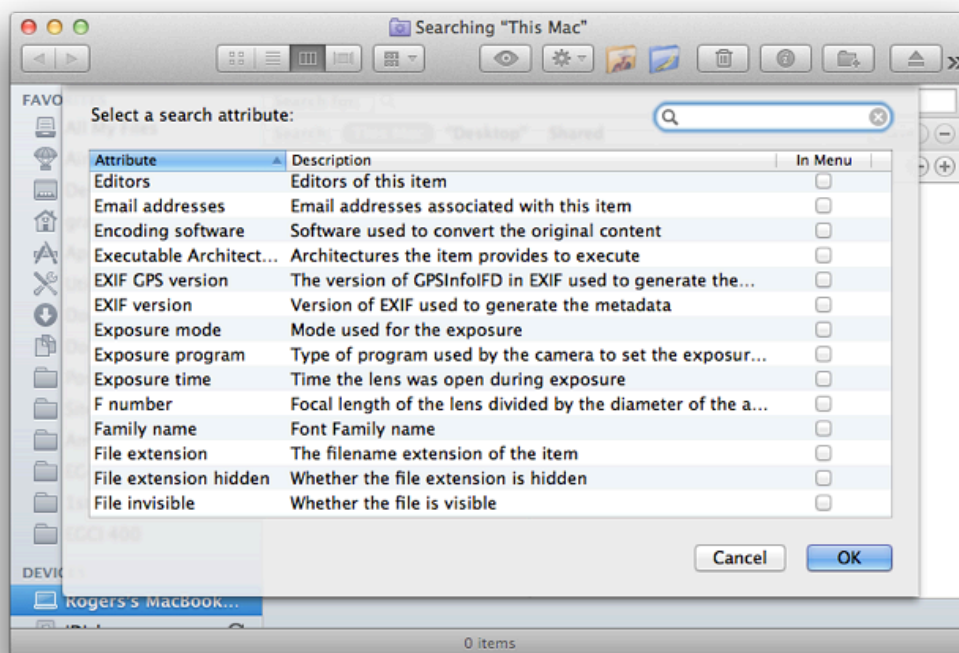 Searching "This Mac"
FAVO
Select a search attribute:
Attribute Description In Menu
Editors Editors of this item
Email addresses Email addresses associated with this item
Encoding software Software used to convert the original content
Executable Architect... Architectures the item provides to execute
EXIF GPS version The version of GPSInfoIFD in EXIF used to generate the...
EXIF version Version of EXIF used to generate the metadata
Exposure mode Mode used for the exposure
Exposure program Type of program used by the camera to set the exposur...
Exposure time Time the lens was open during exposure
F number Focal length of the lens divided by the diameter of the a...
Family name Font Family name
File extension The filename extension of the item
File extension hidden Whether the file extension is hidden
File invisible Whether the file is visible
Cancel OK
DEVIC
Rogers's MacBook...
0 items